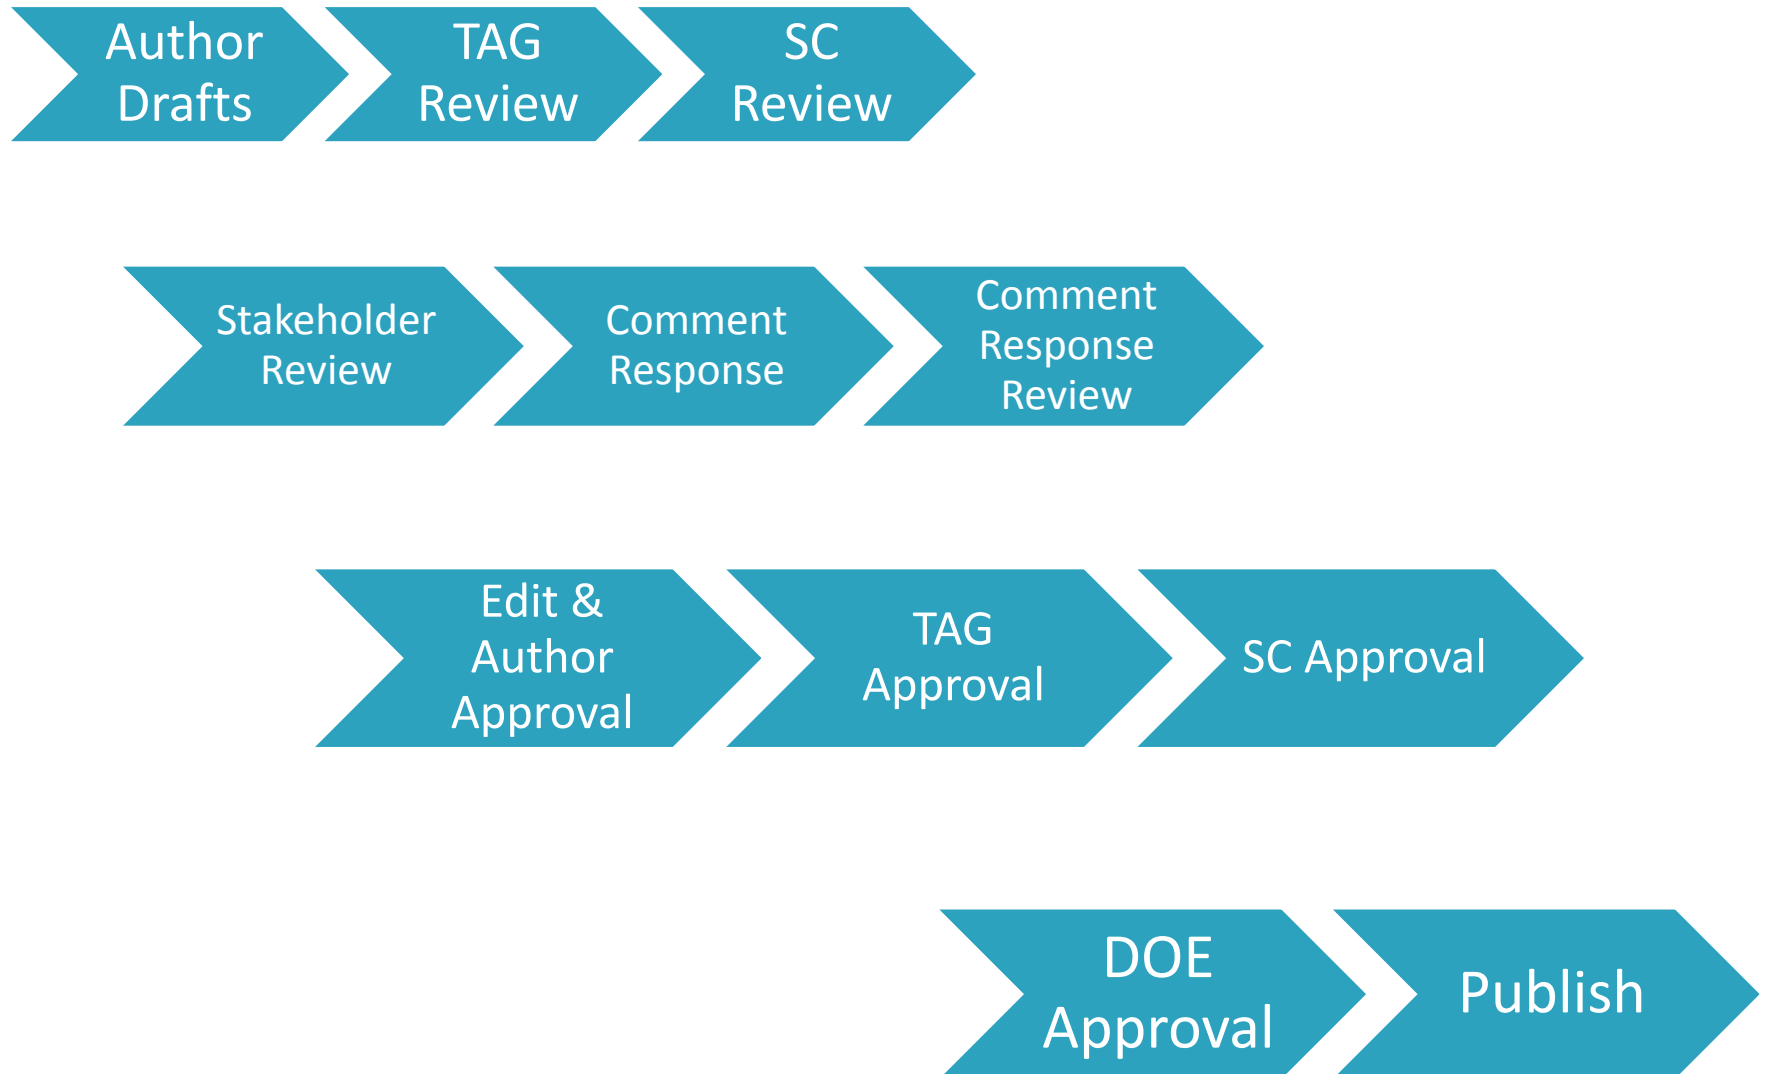 Author
Drafts
TAG
Review
SC
Review
Stakeholder
Review
Comment
Response
Comment
Response
Review
Edit &
Author
Approval
TAG
Approval
SC Approval
DOE
Approval
Publish